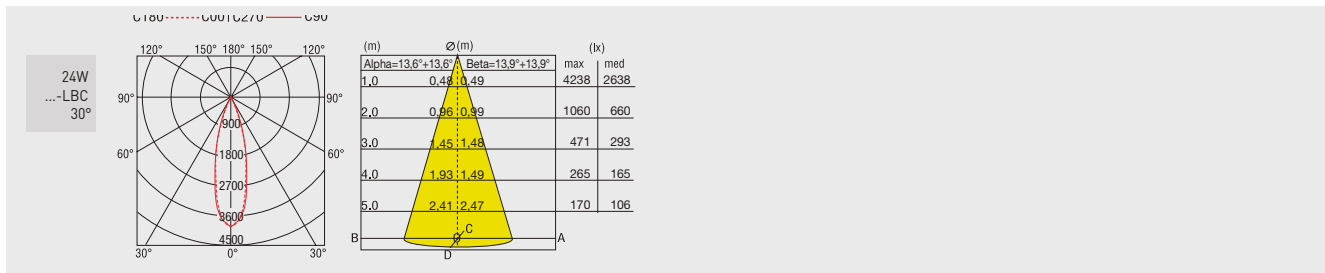 C180 C00 C270 C90
24W
...-LBC
30°
120° 150° 180° 150° 120°
90° 90°
900
1800
60° 60°
2700
3600
4500
30° 0° 30°
(m) Ø(m) (lx)
Alpha=13,6°+13,6° Beta=13,9°+13,9° max med
1.0 0,48 0,49 4238 2638
2.0 0,96 0,99 1060 660
3.0 1,45 1,48 471 293
4.0 1,93 1,49 265 165
5.0 2,41 2,47 170 106
B C A
D